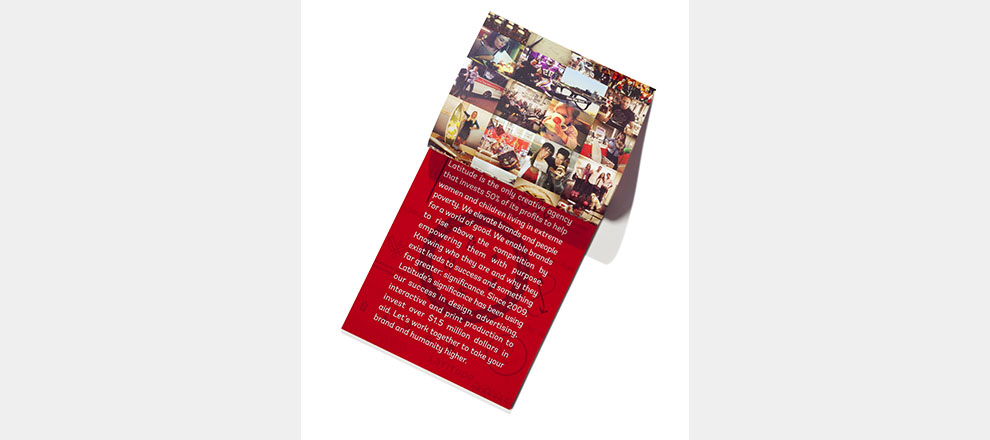 Latitude is the only creative agency
that invests 50% of its profits to help
women and children living in extreme
poverty. We elevate brands and people
for a world of good. We enable brands
to rise above the competition by
empowering them with purpose.
Knowing who they are and why they
exist leads to success and something
far greater: significance. Since 2009,
Latitude's significance has been using
our success in design, advertising,
interactive and print production to
invest over $1.5 million dollars in
aid. Let's work together to take your
brand and humanity higher.